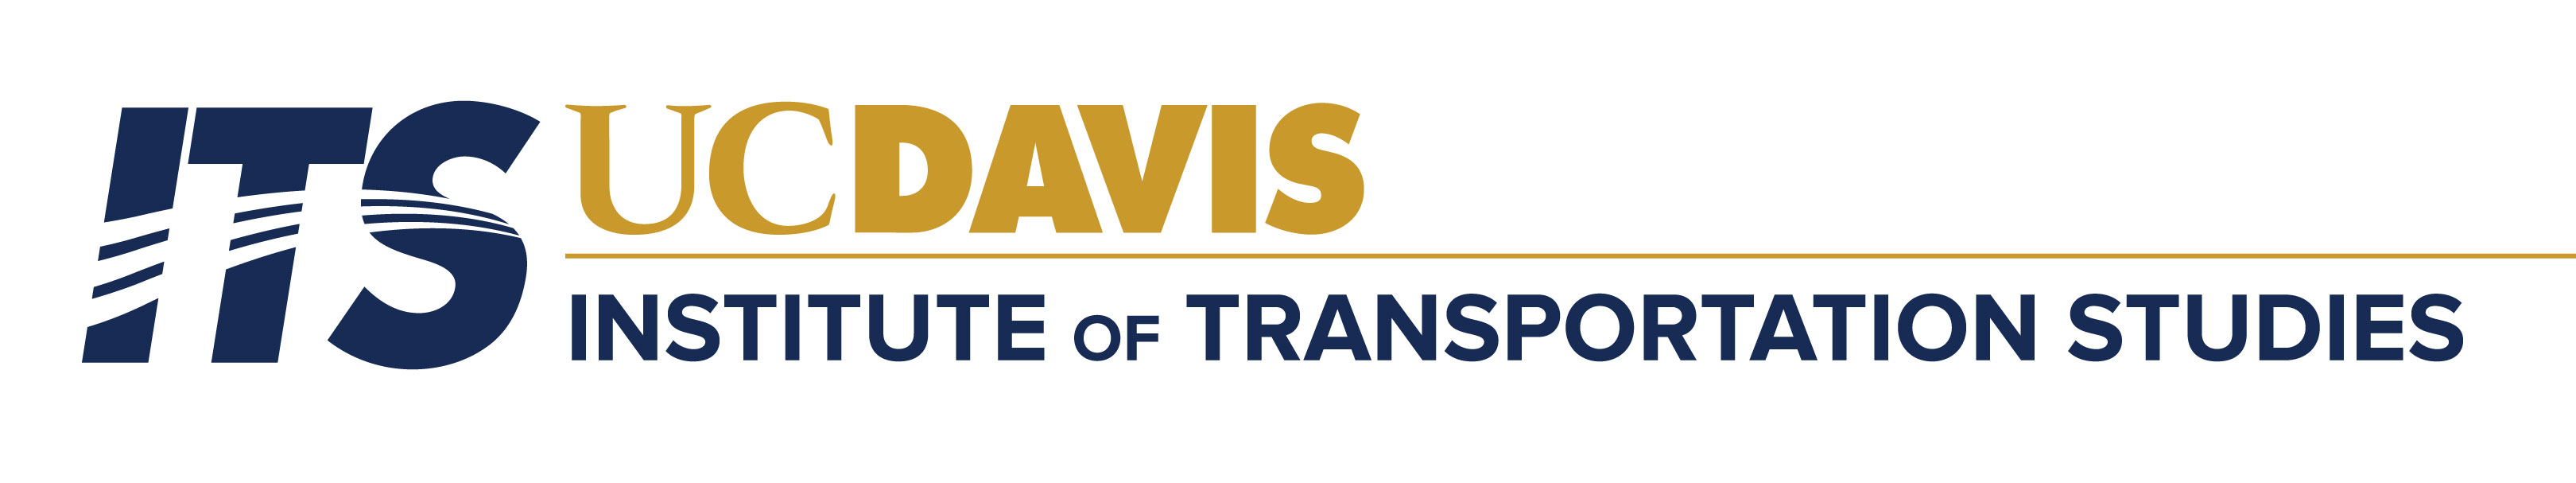 ITS
UCDAVIS
INSTITUTE OF TRANSPORTATION STUDIES